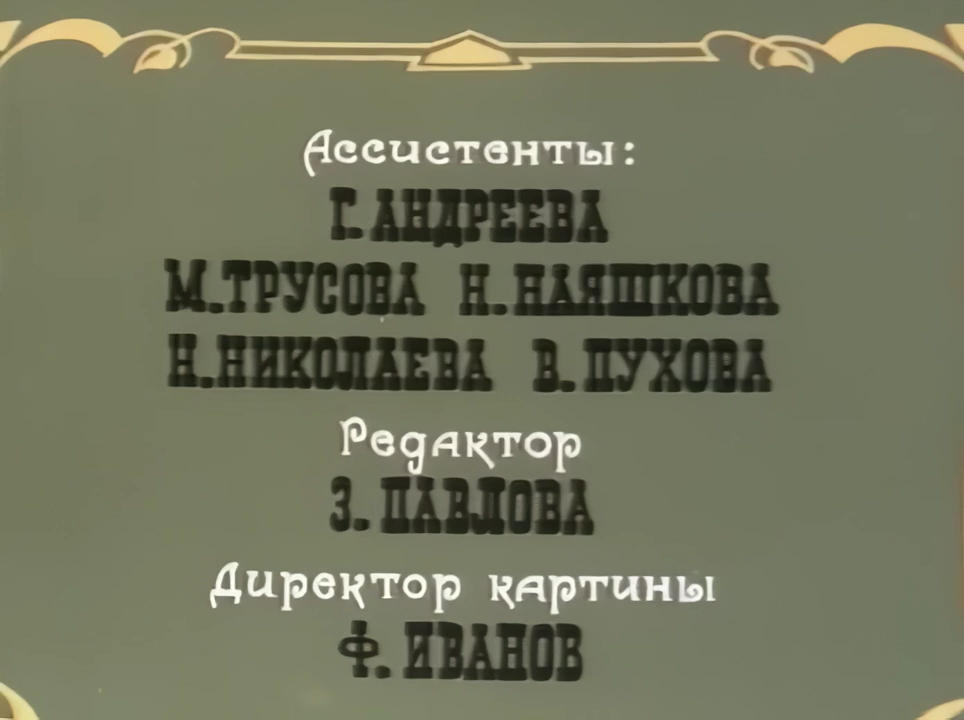 Ассистенты:
Г. АНДРЕЕВА
М. ТРУСОВА Н. НАЯШКОВА
Н. НИКОЛАЕВА В. ПУХОВА
Редактор
З. ПАВЛОВА
Директор картины
Ф. ИВАНОВ